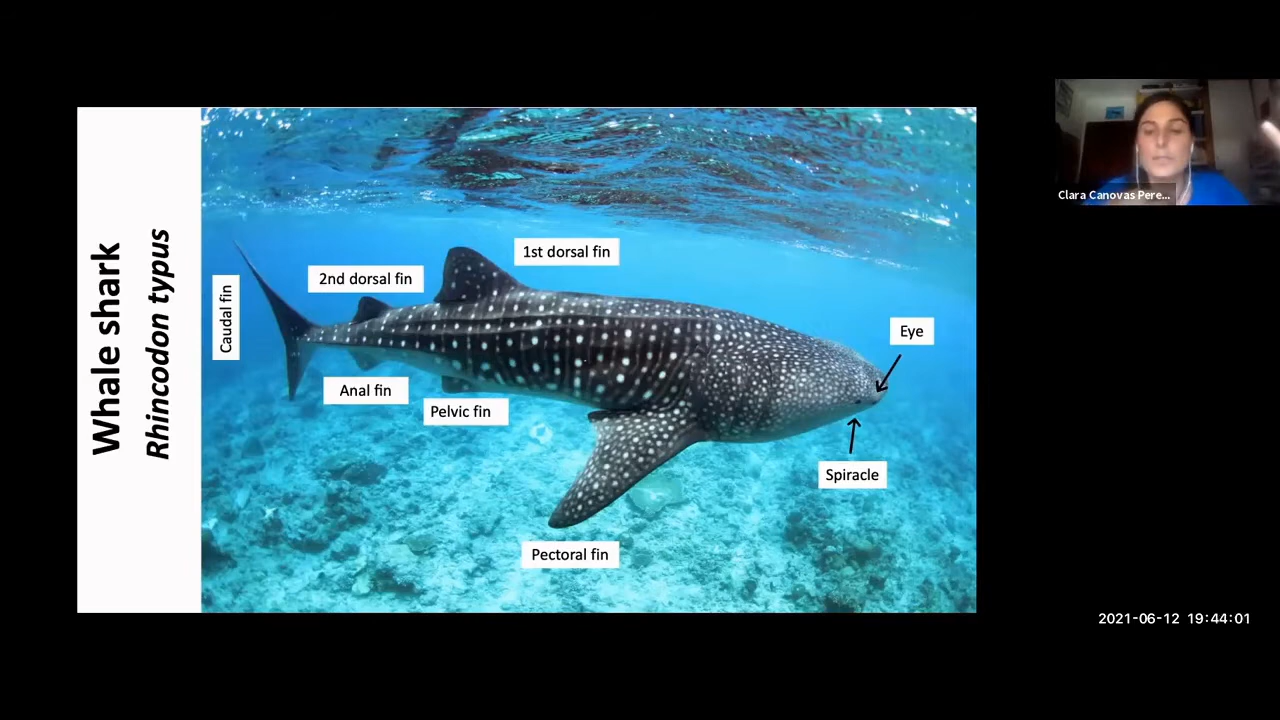 Whale shark
Rhincodon typus
Caudal fin
2nd dorsal fin
1st dorsal fin
Eye
Anal fin
Pelvic fin
Spiracle
Pectoral fin
Clara Canovas Pere...
2021-06-12 19:44:01